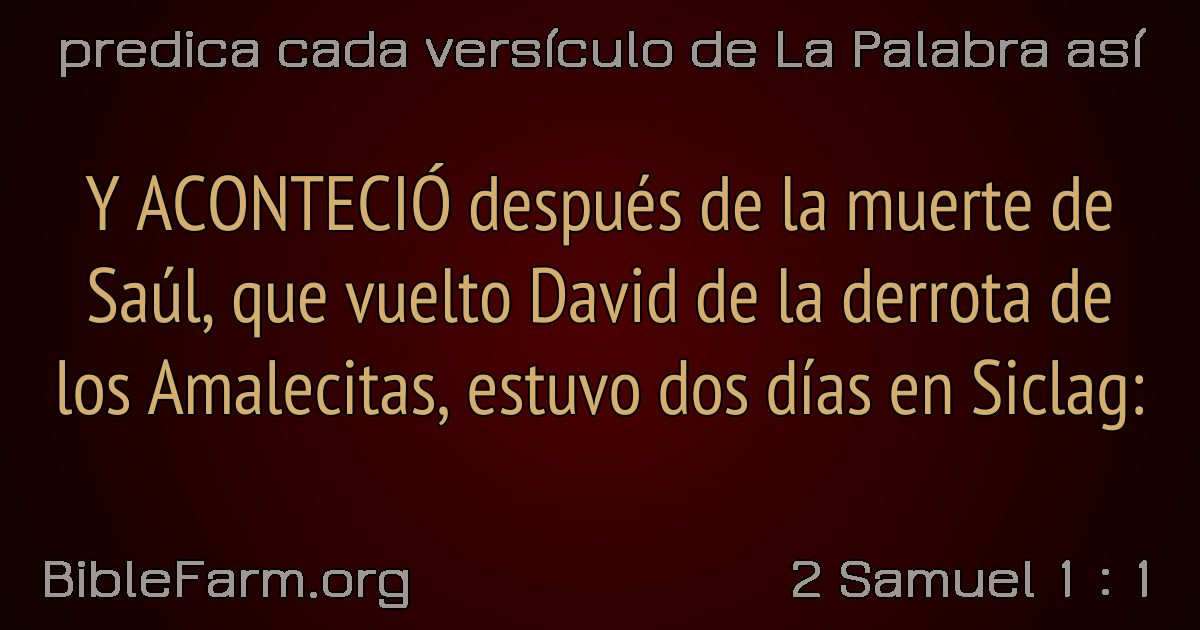 predica cada versículo de La Palabra así
Y ACONTECIÓ después de la muerte de
Saúl, que vuelto David de la derrota de
los Amalecitas, estuvo dos días en Siclag:
BibleFarm.org
2 Samuel 1 : 1